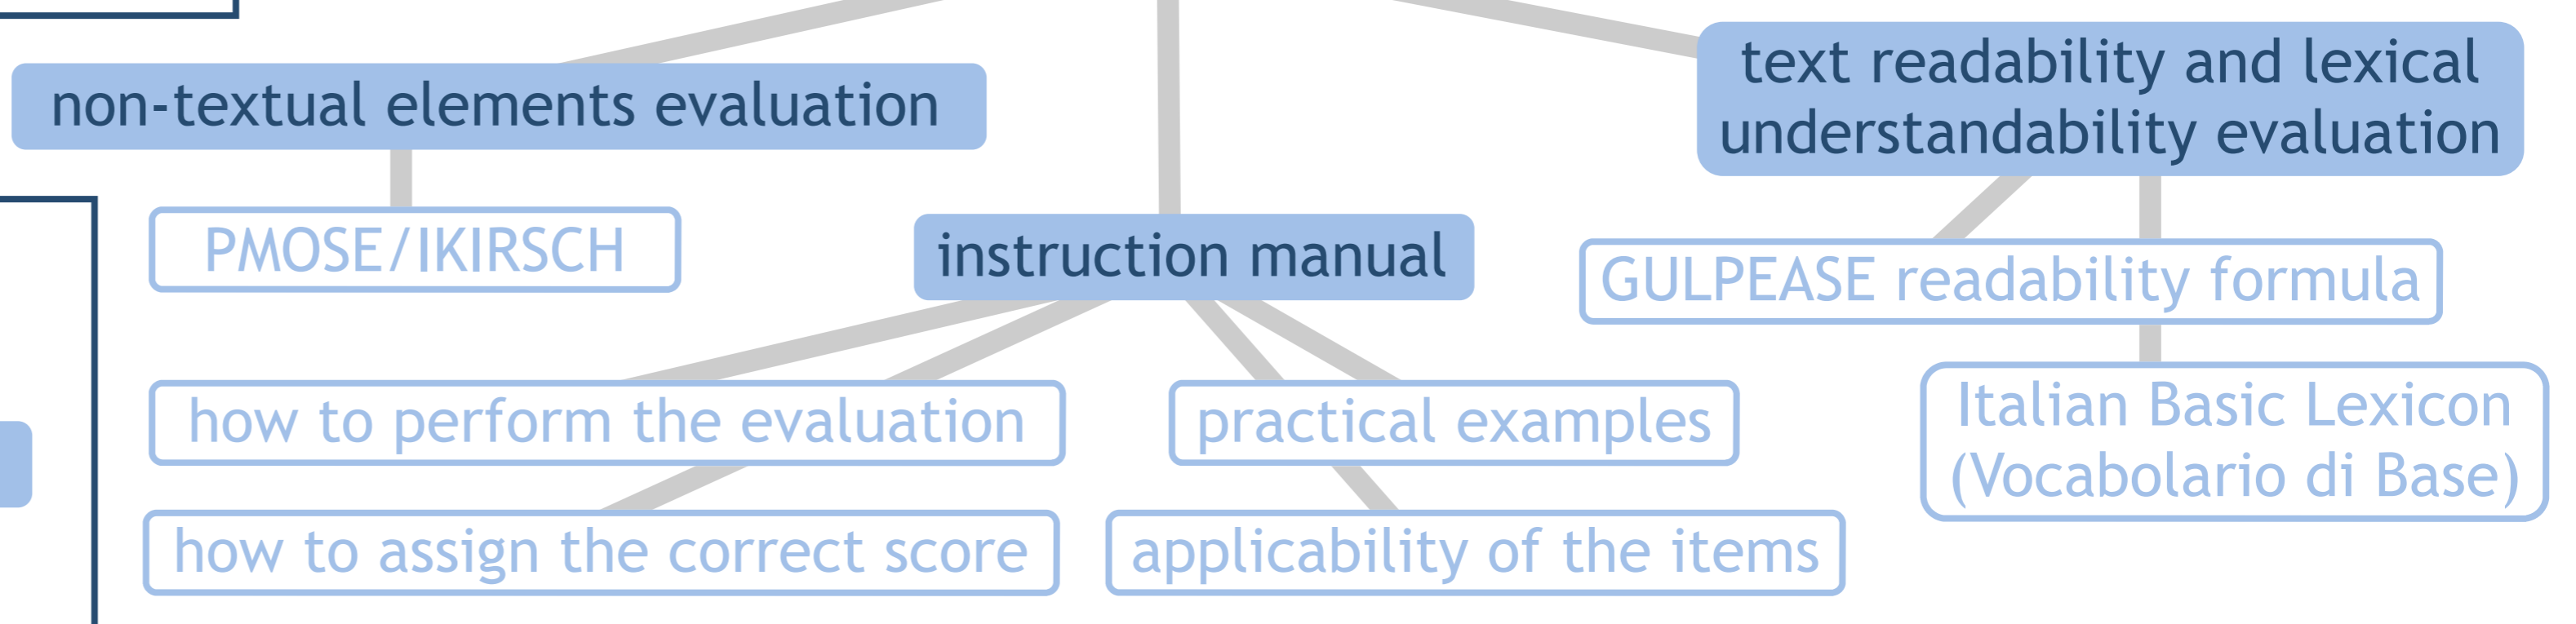 non-textual elements evaluation
text readability and lexical
understandability evaluation
PMOSE/IKIRSCH
instruction manual
GULPEASE readability formula
how to perform the evaluation
practical examples
Italian Basic Lexicon
(Vocabolario di Base)
how to assign the correct score
applicability of the items